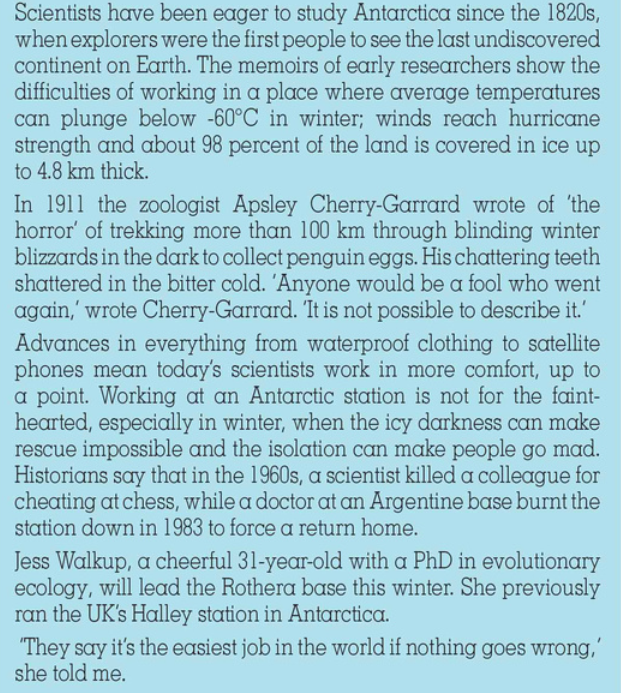 Scientists have been eager to study Antarctica since the 1820s,
when explorers were the first people to see the last undiscovered
continent on Earth. The memoirs of early researchers show the
difficulties of working in a place where average temperatures
can plunge below -60°C in winter; winds reach hurricane
strength and about 98 percent of the land is covered in ice up
to 4.8 km thick.
In 1911 the zoologist Apsley Cherry-Garrard wrote of 'the
horror' of trekking more than 100 km through blinding winter
blizzards in the dark to collect penguin eggs. His chattering teeth
shattered in the bitter cold. 'Anyone would be a fool who went
again,' wrote Cherry-Garrard. 'It is not possible to describe it.'
Advances in everything from waterproof clothing to satellite
phones mean today's scientists work in more comfort, up to
a point. Working at an Antarctic station is not for the faint-
hearted, especially in winter, when the icy darkness can make
rescue impossible and the isolation can make people go mad.
Historians say that in the 1960s, a scientist killed a colleague for
cheating at chess, while a doctor at an Argentine base burnt the
station down in 1983 to force a return home.
Jess Walkup, a cheerful 31-year-old with a PhD in evolutionary
ecology, will lead the Rothera base this winter. She previously
ran the UK's Halley station in Antarctica.
'They say it's the easiest job in the world if nothing goes wrong,'
she told me.